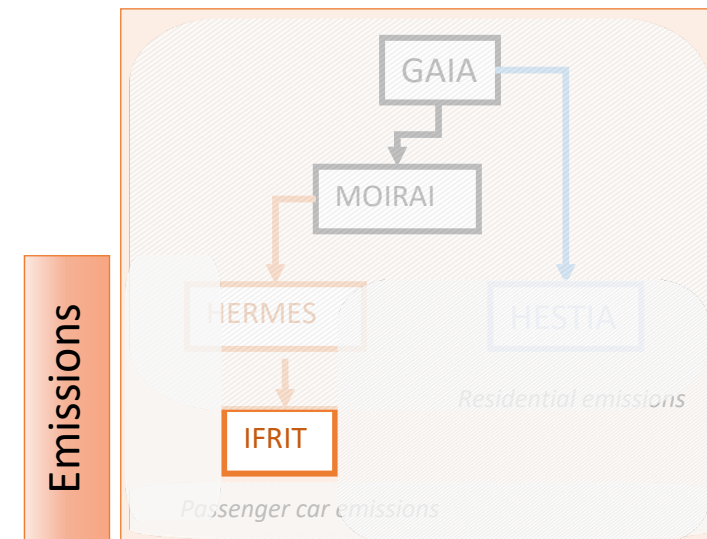 GAIA
MOIRAI
HERMES
HESTIA
Residential emissions
IFRIT
Passenger car emissions
Emissions